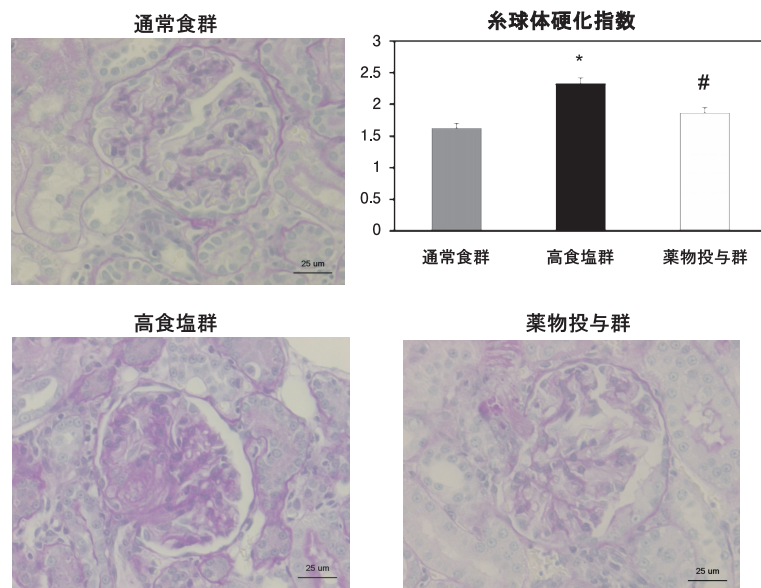 通常食群
25 um
糸球体硬化指数
3
2.5
2
1.5
1
0.5
0
*
#
通常食群 高食塩群 薬物投与群
高食塩群
25 um
薬物投与群
25 um